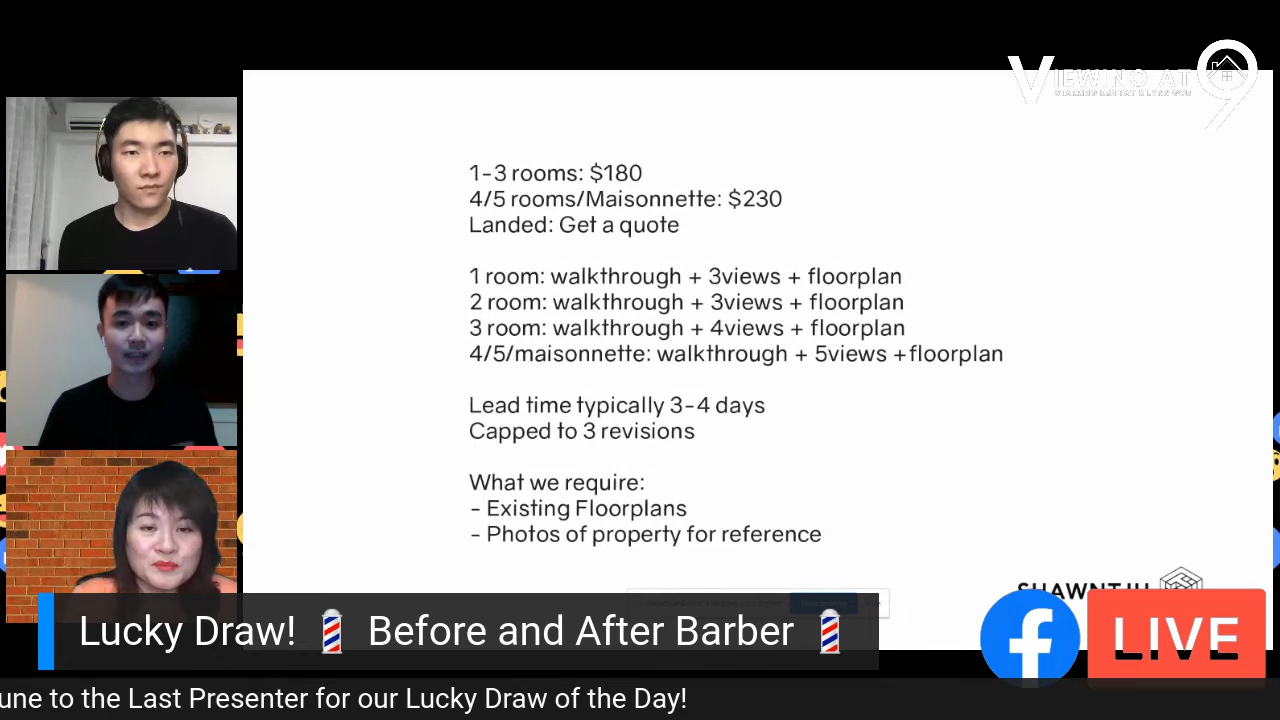 VIEWING AT 9
1-3 rooms: $180
4/5 rooms/Maisonnette: $230
Landed: Get a quote
1 room: walkthrough + 3views + floorplan
2 room: walkthrough + 3views + floorplan
3 room: walkthrough + 4views + floorplan
4/5/maisonnette: walkthrough + 5views +floorplan
Lead time typically 3-4 days
Capped to 3 revisions
What we require:
- Existing Floorplans
- Photos of property for reference
Lucky Draw! 💈 Before and After Barber 💈
f LIVE
une to the Last Presenter for our Lucky Draw of the Day!